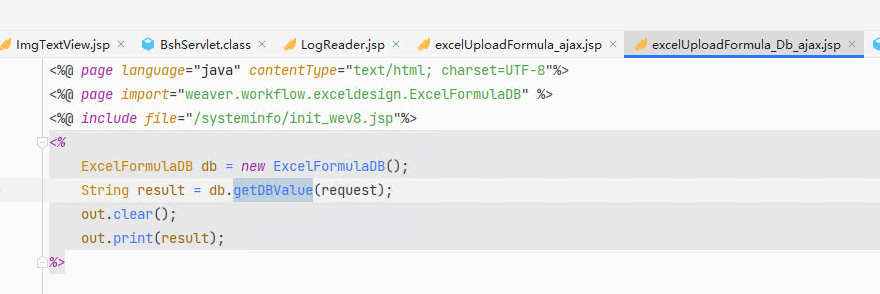 ImgTextView.jsp × BshServlet.class × LogReader.jsp × excelUploadFormula_ajax.jsp × excelUploadFormula_Db_ajax.jsp ×
<%@ page language="java" contentType="text/html; charset=UTF-8"%>
<%@ page import="weaver.workflow.exceldesign.ExcelFormulaDB" %>
<%@ include file="/systeminfo/init_wev8.jsp"%>
<%
ExcelFormulaDB db = new ExcelFormulaDB();
String result = db.getDBValue(request);
out.clear();
out.print(result);
%>